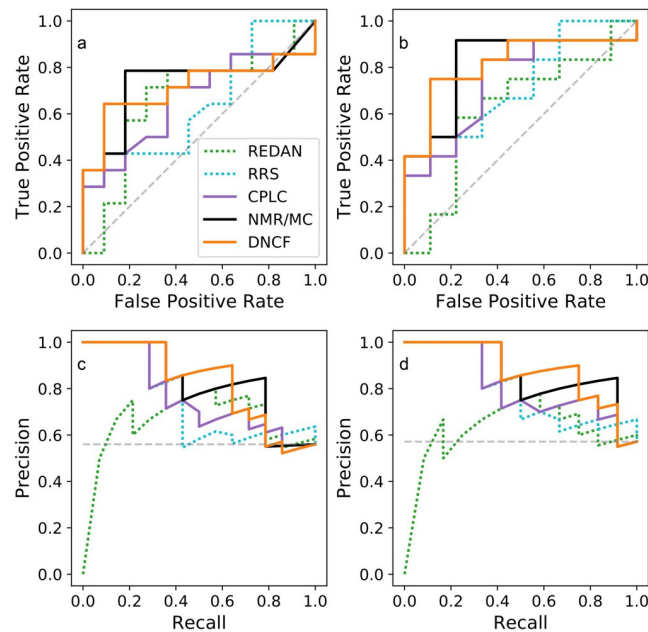 a
b
1.0
0.8
0.6
0.4
0.2
0.0
True Positive Rate
0.0 0.2 0.4 0.6 0.8 1.0
False Positive Rate
REDAN
RRS
CPLC
NMR/MC
DNCF
1.0
0.8
0.6
0.4
0.2
0.0
True Positive Rate
0.0 0.2 0.4 0.6 0.8 1.0
False Positive Rate
c
d
1.0
0.8
0.6
0.4
0.2
0.0
Precision
0.0 0.2 0.4 0.6 0.8 1.0
Recall
1.0
0.8
0.6
0.4
0.2
0.0
Precision
0.0 0.2 0.4 0.6 0.8 1.0
Recall